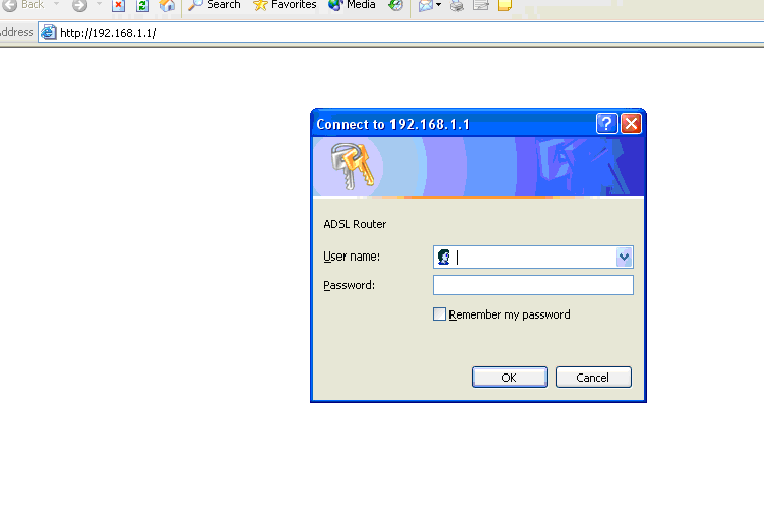 Back Search Favorites Media
ddress http://192.168.1.1/
Connect to 192.168.1.1
ADSL Router
User name:
Password:
Remember my password
OK Cancel